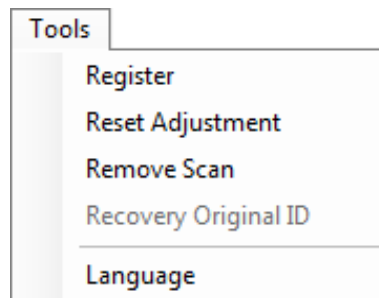 Tools
Register
Reset Adjustment
Remove Scan
Recovery Original ID
Language